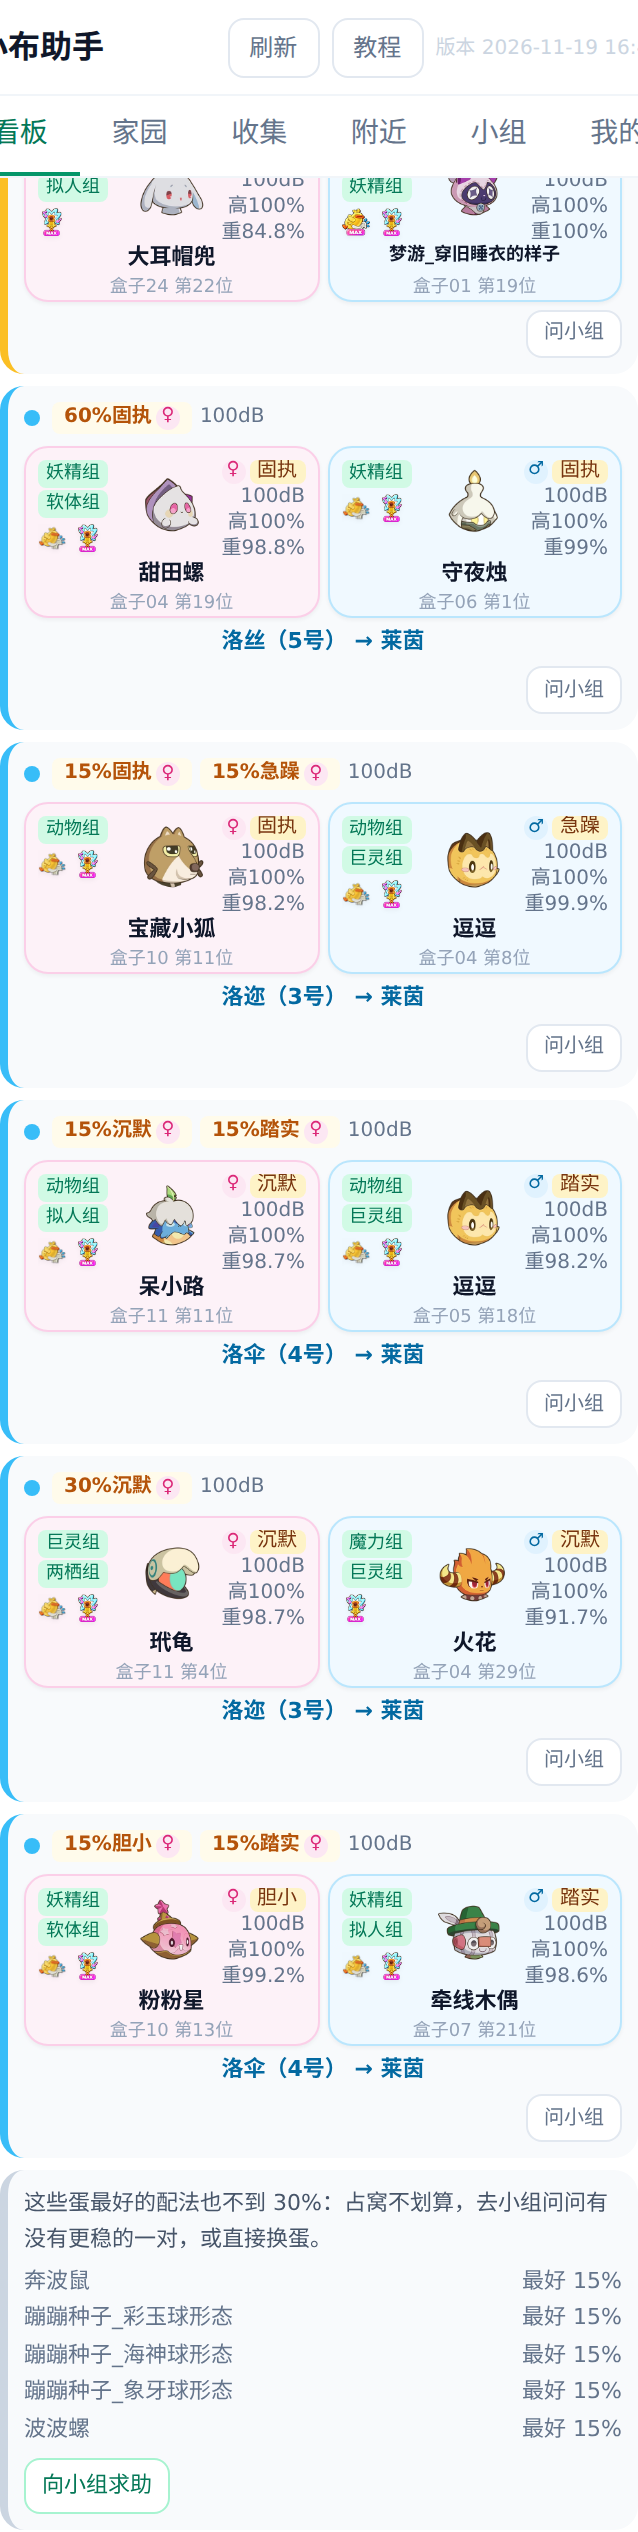 小布助手 刷新 教程 版本 2026-11-19 16:
看板 家园 收集 附近 小组 我的
拟人组 100dB
高100%
重84.8%
MAX
大耳帽兜
盒子24 第22位
妖精组 100dB
高100%
重100%
MAX MAX
梦游_穿旧睡衣的样子
盒子01 第19位
问小组
60%固执♀ 100dB
妖精组 ♀ 固执
软体组 100dB
高100%
MAX 重98.8%
甜田螺
盒子04 第19位
妖精组 ♂ 固执
100dB
MAX 高100%
重99%
守夜烛
盒子06 第1位
洛丝（5号） → 莱茵
问小组
15%固执♀ 15%急躁♀ 100dB
动物组 ♀ 固执
100dB
MAX 高100%
重98.2%
宝藏小狐
盒子10 第11位
动物组 ♂ 急躁
巨灵组 100dB
高100%
MAX 重99.9%
逗逗
盒子04 第8位
洛迩（3号） → 莱茵
问小组
15%沉默♀ 15%踏实♀ 100dB
动物组 ♀ 沉默
拟人组 100dB
高100%
MAX 重98.7%
呆小路
盒子11 第11位
动物组 ♂ 踏实
巨灵组 100dB
高100%
MAX 重98.2%
逗逗
盒子05 第18位
洛伞（4号） → 莱茵
问小组
30%沉默♀ 100dB
巨灵组 ♀ 沉默
两栖组 100dB
高100%
MAX 重98.7%
玳龟
盒子11 第4位
魔力组 ♂ 沉默
巨灵组 100dB
高100%
MAX 重91.7%
火花
盒子04 第29位
洛迩（3号） → 莱茵
问小组
15%胆小♀ 15%踏实♀ 100dB
妖精组 ♀ 胆小
软体组 100dB
高100%
MAX 重99.2%
粉粉星
盒子10 第13位
妖精组 ♂ 踏实
拟人组 100dB
高100%
MAX 重98.6%
牵线木偶
盒子07 第21位
洛伞（4号） → 莱茵
问小组
这些蛋最好的配法也不到 30%：占窝不划算，去小组问问有
没有更稳的一对，或直接换蛋。
奔波鼠 最好 15%
蹦蹦种子_彩玉球形态 最好 15%
蹦蹦种子_海神球形态 最好 15%
蹦蹦种子_象牙球形态 最好 15%
波波螺 最好 15%
向小组求助